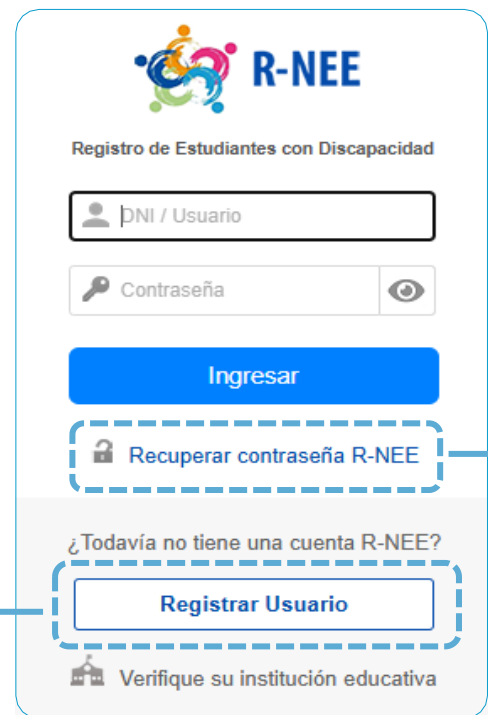 R-NEE
Registro de Estudiantes con Discapacidad
DNI / Usuario
Contraseña
Ingresar
Recuperar contraseña R-NEE
¿Todavía no tiene una cuenta R-NEE?
Registrar Usuario
Verifique su institución educativa